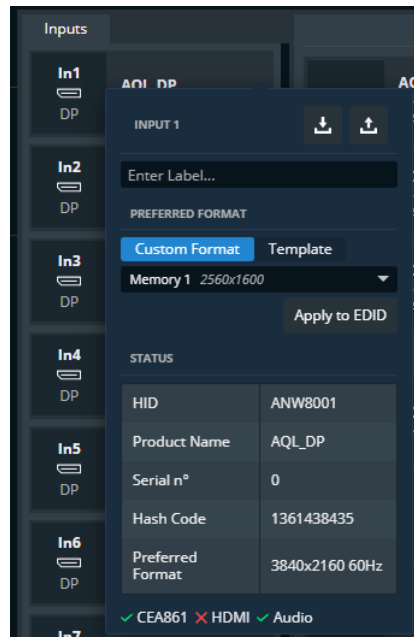 Inputs
In1
DP
AQL_DP
INPUT 1
In2
DP
Enter Label...
PREFERRED FORMAT
Custom Format Template
In3
DP
Memory 1 2560x1600
Apply to EDID
In4
DP
STATUS
HID ANW8001
In5
DP
Product Name AQL_DP
Serial n° 0
Hash Code 1361438435
In6
DP
Preferred
Format
3840x2160 60Hz
CEA861 HDMI Audio
In7